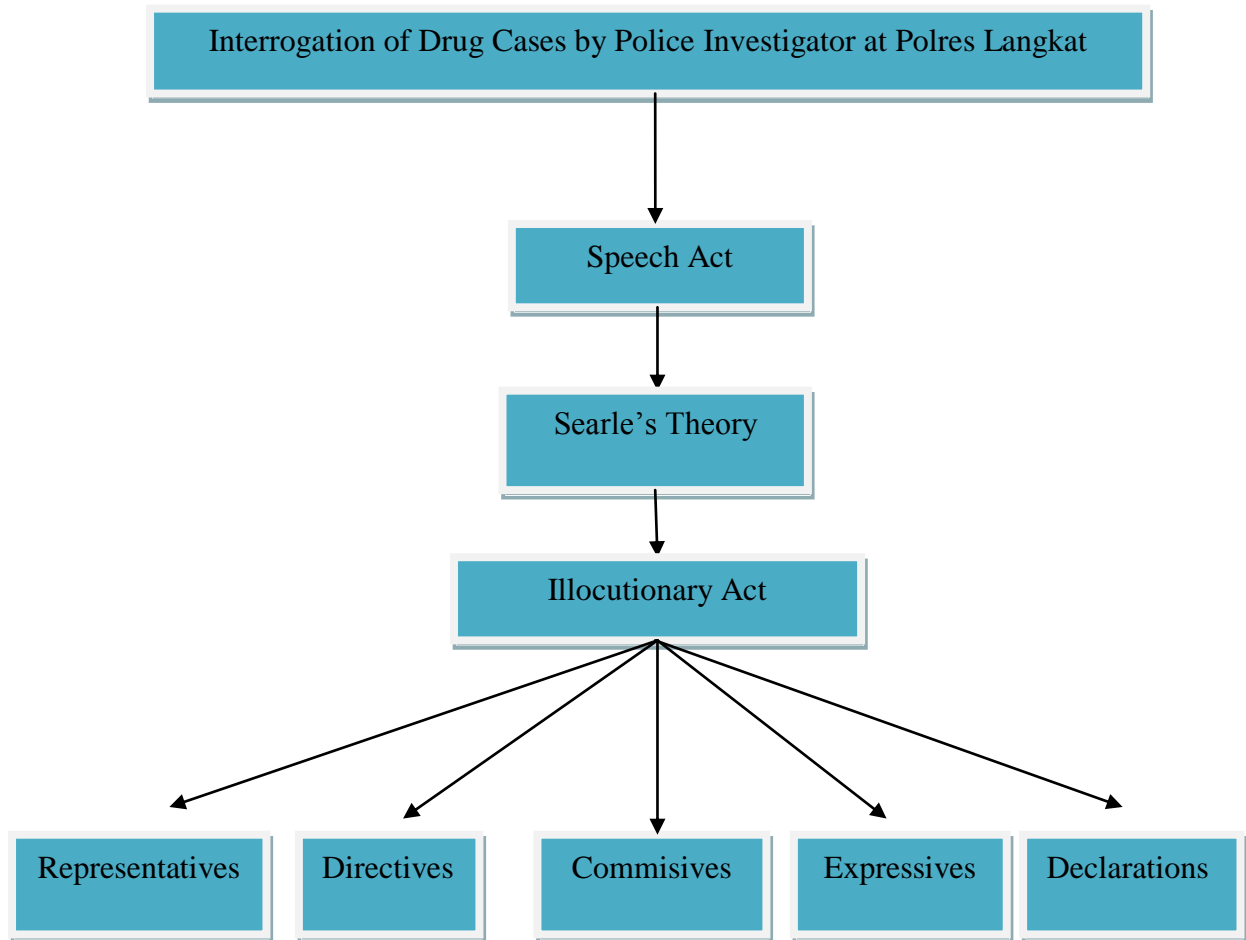 Interrogation of Drug Cases by Police Investigator at Polres Langkat
Speech Act
Searle’s Theory
Illocutionary Act
Representatives
Directives
Commisives
Expressives
Declarations